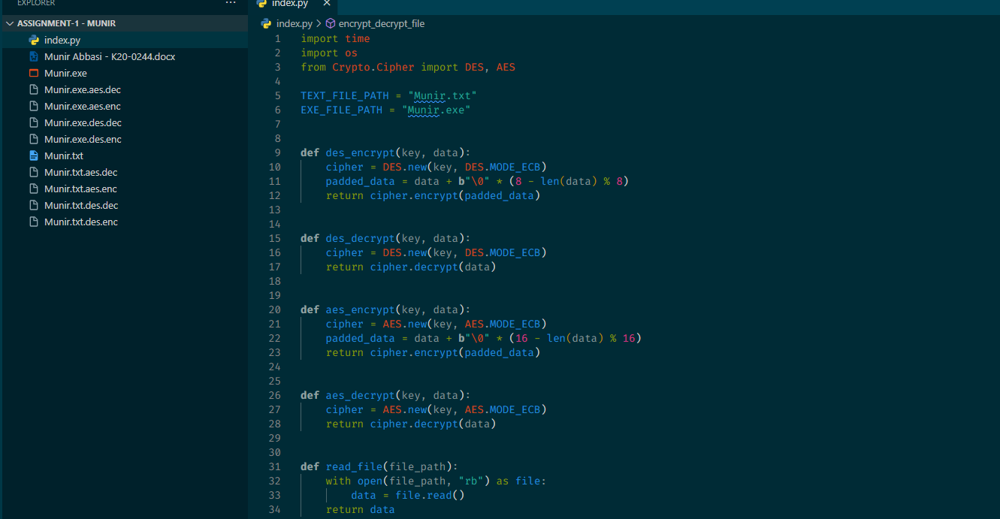 EXPLORER
ASSIGNMENT-1 - MUNIR
index.py
Munir Abbasi - K20-0244.docx
Munir.exe
Munir.exe.aes.dec
Munir.exe.aes.enc
Munir.exe.des.dec
Munir.exe.des.enc
Munir.txt
Munir.txt.aes.dec
Munir.txt.aes.enc
Munir.txt.des.dec
Munir.txt.des.enc
index.py
index.py > encrypt_decrypt_file
1 import time
2 import os
3 from Crypto.Cipher import DES, AES
4
5 TEXT_FILE_PATH = "Munir.txt"
6 EXE_FILE_PATH = "Munir.exe"
7
8
9 def des_encrypt(key, data):
10     cipher = DES.new(key, DES.MODE_ECB)
11     padded_data = data + b"\0" * (8 - len(data) % 8)
12     return cipher.encrypt(padded_data)
13
14
15 def des_decrypt(key, data):
16     cipher = DES.new(key, DES.MODE_ECB)
17     return cipher.decrypt(data)
18
19
20 def aes_encrypt(key, data):
21     cipher = AES.new(key, AES.MODE_ECB)
22     padded_data = data + b"\0" * (16 - len(data) % 16)
23     return cipher.encrypt(padded_data)
24
25
26 def aes_decrypt(key, data):
27     cipher = AES.new(key, AES.MODE_ECB)
28     return cipher.decrypt(data)
29
30
31 def read_file(file_path):
32     with open(file_path, "rb") as file:
33         data = file.read()
34     return data